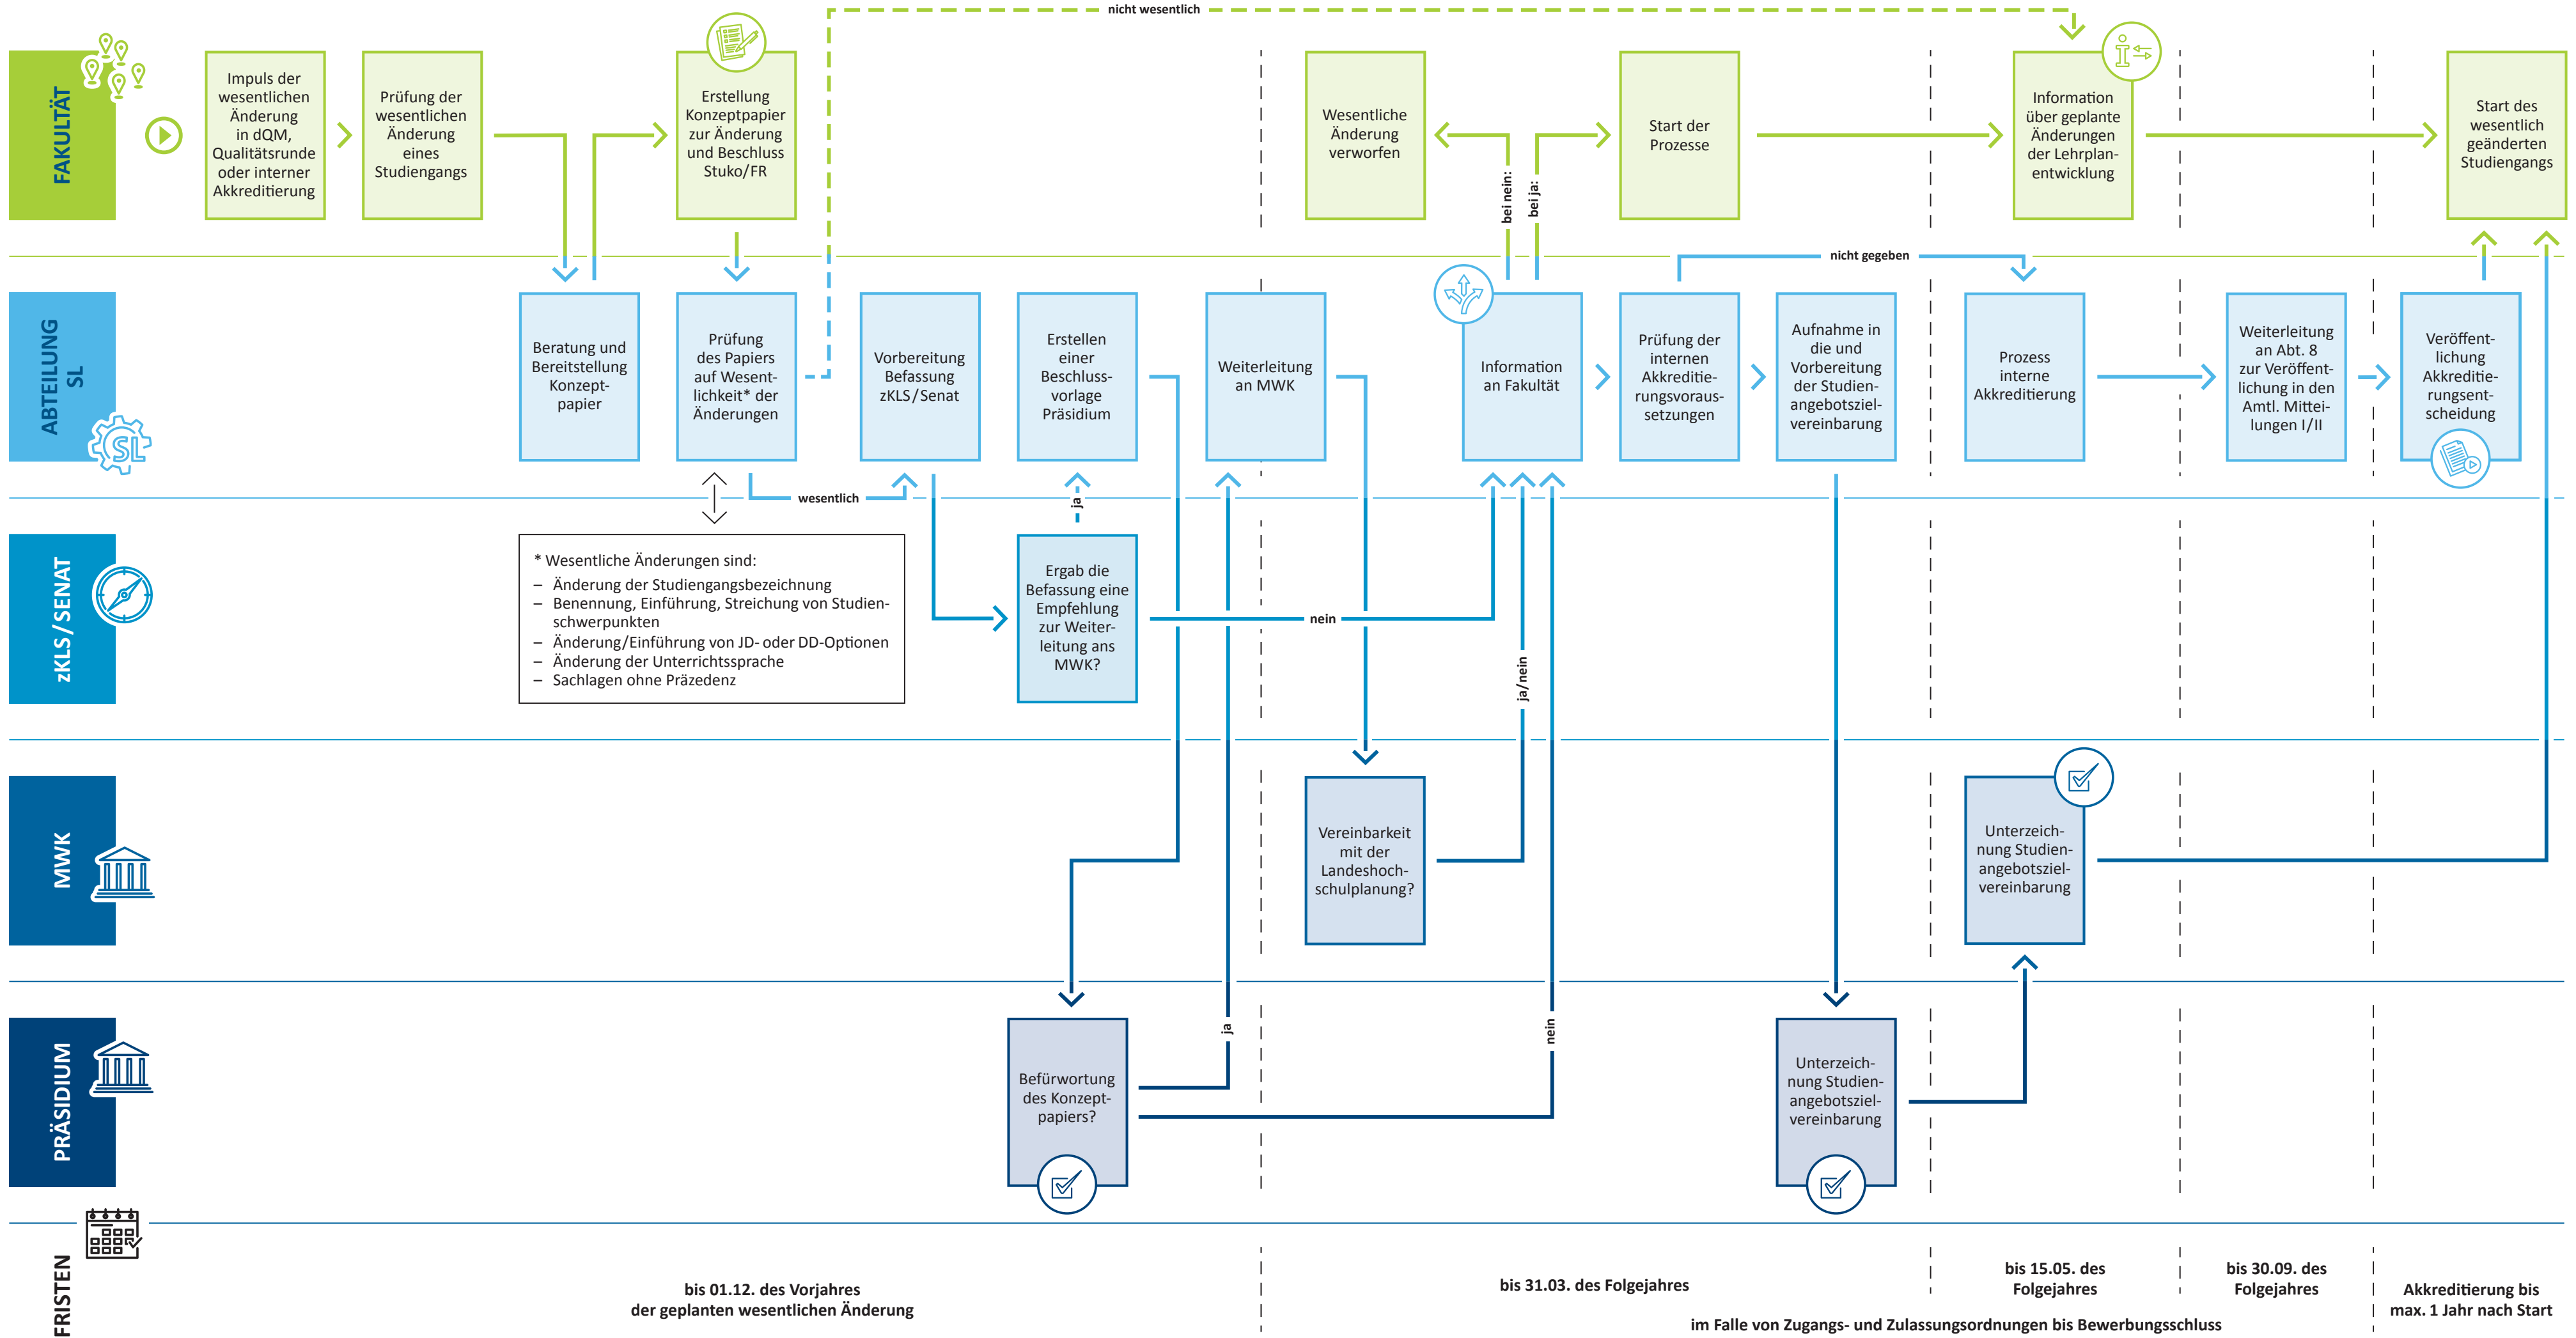 nicht wesentlich
FAKULTÄT
Impuls der
wesentlichen
Änderung
in dQM,
Qualitätsrunde
oder interner
Akkreditierung
Prüfung der
wesentlichen
Änderung
eines
Studiengangs
Erstellung
Konzeptpapier
zur Änderung
und Beschluss
Stuko/FR
Wesentliche
Änderung
verworfen
bei nein:
bei ja:
Start der
Prozesse
Information
über geplante
Änderungen
der Lehrplan-
entwicklung
Start des
wesentlich
geänderten
Studiengangs
nicht gegeben
ABTEILUNG
SL
SL
Beratung und
Bereitstellung
Konzept-
papier
Prüfung
des Papiers
auf Wesent-
lichkeit* der
Änderungen
Vorbereitung
Befassung
zKLS/Senat
Erstellen
einer
Beschluss-
vorlage
Präsidium
Weiterleitung
an MWK
Information
an Fakultät
Prüfung der
internen
Akkreditie-
rungsvoraus-
setzungen
Aufnahme in
die und
Vorbereitung
der Studien-
angebotsziel-
vereinbarung
Prozess
interne
Akkreditierung
Weiterleitung
an Abt. 8
zur Veröffent-
lichung in den
Amtl. Mittei-
lungen I/II
Veröffent-
lichung
Akkreditie-
rungsent-
scheidung
wesentlich
ja
zKLS/SENAT
* Wesentliche Änderungen sind:
– Änderung der Studiengangsbezeichnung
– Benennung, Einführung, Streichung von Studien-
schwerpunkten
– Änderung/Einführung von JD- oder DD-Optionen
– Änderung der Unterrichtssprache
– Sachlagen ohne Präzedenz
Ergab die
Befassung eine
Empfehlung
zur Weiter-
leitung ans
MWK?
nein
ja/nein
MWK
Vereinbarkeit
mit der
Landeshoch-
schulplanung?
Unterzeich-
nung Studien-
angebotsziel-
vereinbarung
PRÄSIDIUM
Befürwortung
des Konzept-
papiers?
ja
nein
Unterzeich-
nung Studien-
angebotsziel-
vereinbarung
FRISTEN
bis 01.12. des Vorjahres
der geplanten wesentlichen Änderung
bis 31.03. des Folgejahres
bis 15.05. des
Folgejahres
bis 30.09. des
Folgejahres
Akkreditierung bis
max. 1 Jahr nach Start
im Falle von Zugangs- und Zulassungsordnungen bis Bewerbungsschluss